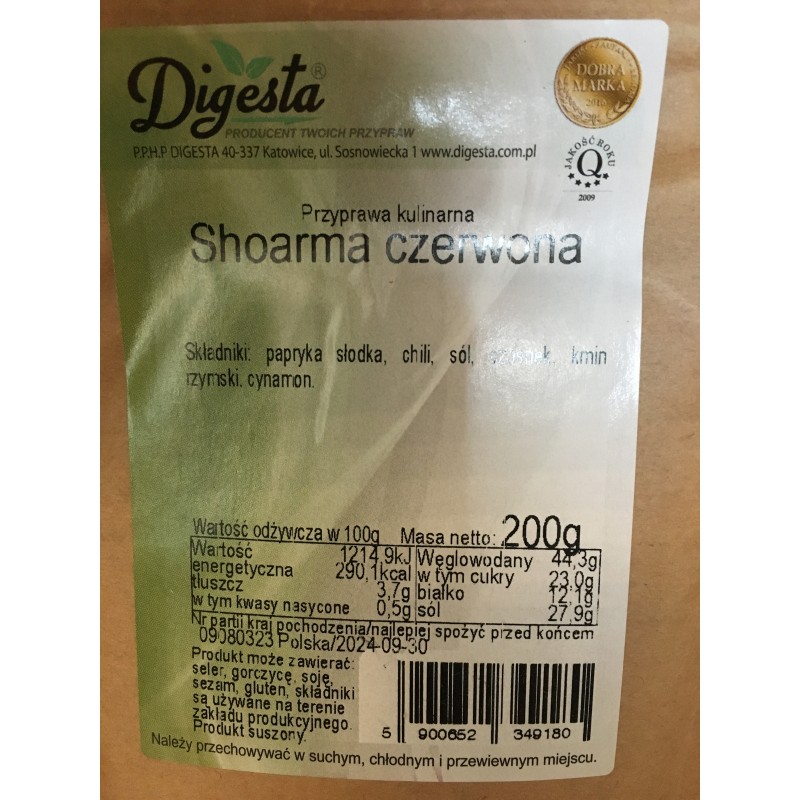 Digesta®
PRODUCENT TWOICH PRZYPRAW
P.P.H.P DIGESTA 40-337 Katowice, ul. Sosnowiecka 1 www.digesta.com.pl
DOBRA
MARKA
JAKOŚĆ ROKU
Q
2009
Przyprawa kulinarna
Shoarma czerwona
Składniki: papryka słodka, chili, sól, czosnek, kmin
rzymski, cynamon.
Wartość odżywcza w 100g Masa netto: 200g
Wartość 1214,9kJ Węglowodany 44,3g
energetyczna 290,1kcal w tym cukry 23,0g
tłuszcz 3,7g białko 12,1g
w tym kwasy nasycone 0,5g sól 27,9g
Nr partii kraj pochodzenia/najlepiej spożyć przed końcem
09080323 Polska/2024-09-30
Produkt może zawierać:
seler, gorczycę, soję,
sezam, gluten, składniki
są używane na terenie
zakładu produkcyjnego.
Produkt suszony.
5 900652 349180
Należy przechowywać w suchym, chłodnym i przewiewnym miejscu.